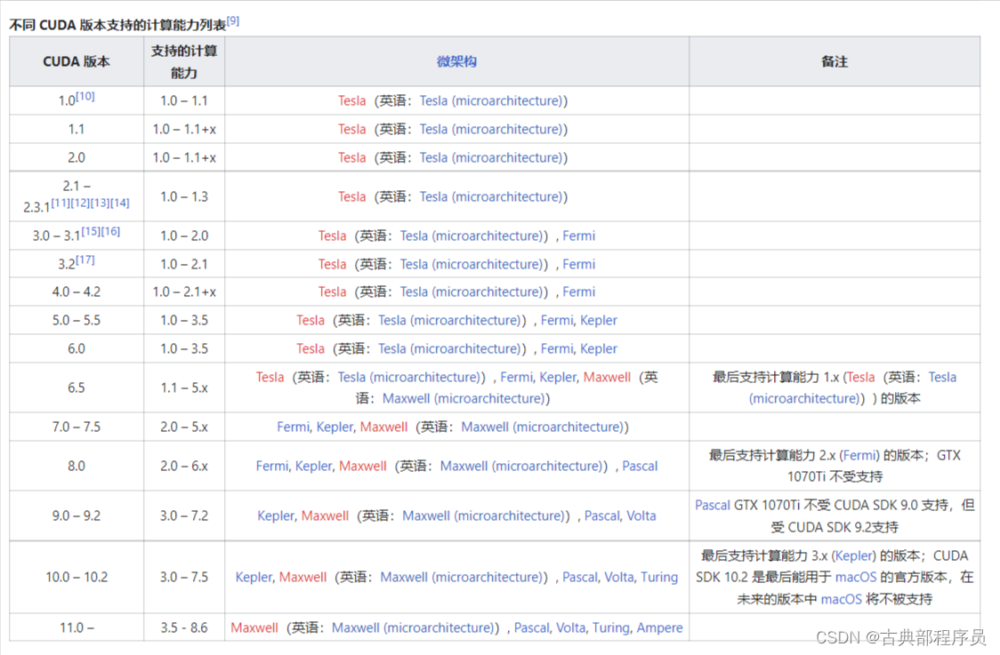 不同 CUDA 版本支持的计算能力列表[9]
CUDA 版本
支持的计算
能力
微架构
备注
1.0[10]
1.0 – 1.1
Tesla（英语：Tesla (microarchitecture)）
1.1
1.0 – 1.1+x
Tesla（英语：Tesla (microarchitecture)）
2.0
1.0 – 1.1+x
Tesla（英语：Tesla (microarchitecture)）
2.1 –
2.3.1[11][12][13][14]
1.0 – 1.3
Tesla（英语：Tesla (microarchitecture)）
3.0 – 3.1[15][16]
1.0 – 2.0
Tesla（英语：Tesla (microarchitecture)）, Fermi
3.2[17]
1.0 – 2.1
Tesla（英语：Tesla (microarchitecture)）, Fermi
4.0 – 4.2
1.0 – 2.1+x
Tesla（英语：Tesla (microarchitecture)）, Fermi
5.0 – 5.5
1.0 – 3.5
Tesla（英语：Tesla (microarchitecture)）, Fermi, Kepler
6.0
1.0 – 3.5
Tesla（英语：Tesla (microarchitecture)）, Fermi, Kepler
6.5
1.1 – 5.x
Tesla（英语：Tesla (microarchitecture)）, Fermi, Kepler, Maxwell（英
语：Maxwell (microarchitecture)）
最后支持计算能力 1.x (Tesla（英语：Tesla
(microarchitecture)）) 的版本
7.0 – 7.5
2.0 – 5.x
Fermi, Kepler, Maxwell（英语：Maxwell (microarchitecture)）
8.0
2.0 – 6.x
Fermi, Kepler, Maxwell（英语：Maxwell (microarchitecture)）, Pascal
最后支持计算能力 2.x (Fermi) 的版本；GTX
1070Ti 不受支持
9.0 – 9.2
3.0 – 7.2
Kepler, Maxwell（英语：Maxwell (microarchitecture)）, Pascal, Volta
Pascal GTX 1070Ti 不受 CUDA SDK 9.0 支持，但
受 CUDA SDK 9.2支持
10.0 – 10.2
3.0 – 7.5
Kepler, Maxwell（英语：Maxwell (microarchitecture)）, Pascal, Volta, Turing
最后支持计算能力 3.x (Kepler) 的版本；CUDA
SDK 10.2 是最后能用于 macOS 的官方版本，在
未来的版本中 macOS 将不被支持
11.0 –
3.5 - 8.6
Maxwell（英语：Maxwell (microarchitecture)）, Pascal, Volta, Turing, Ampere
CSDN @古典部程序员